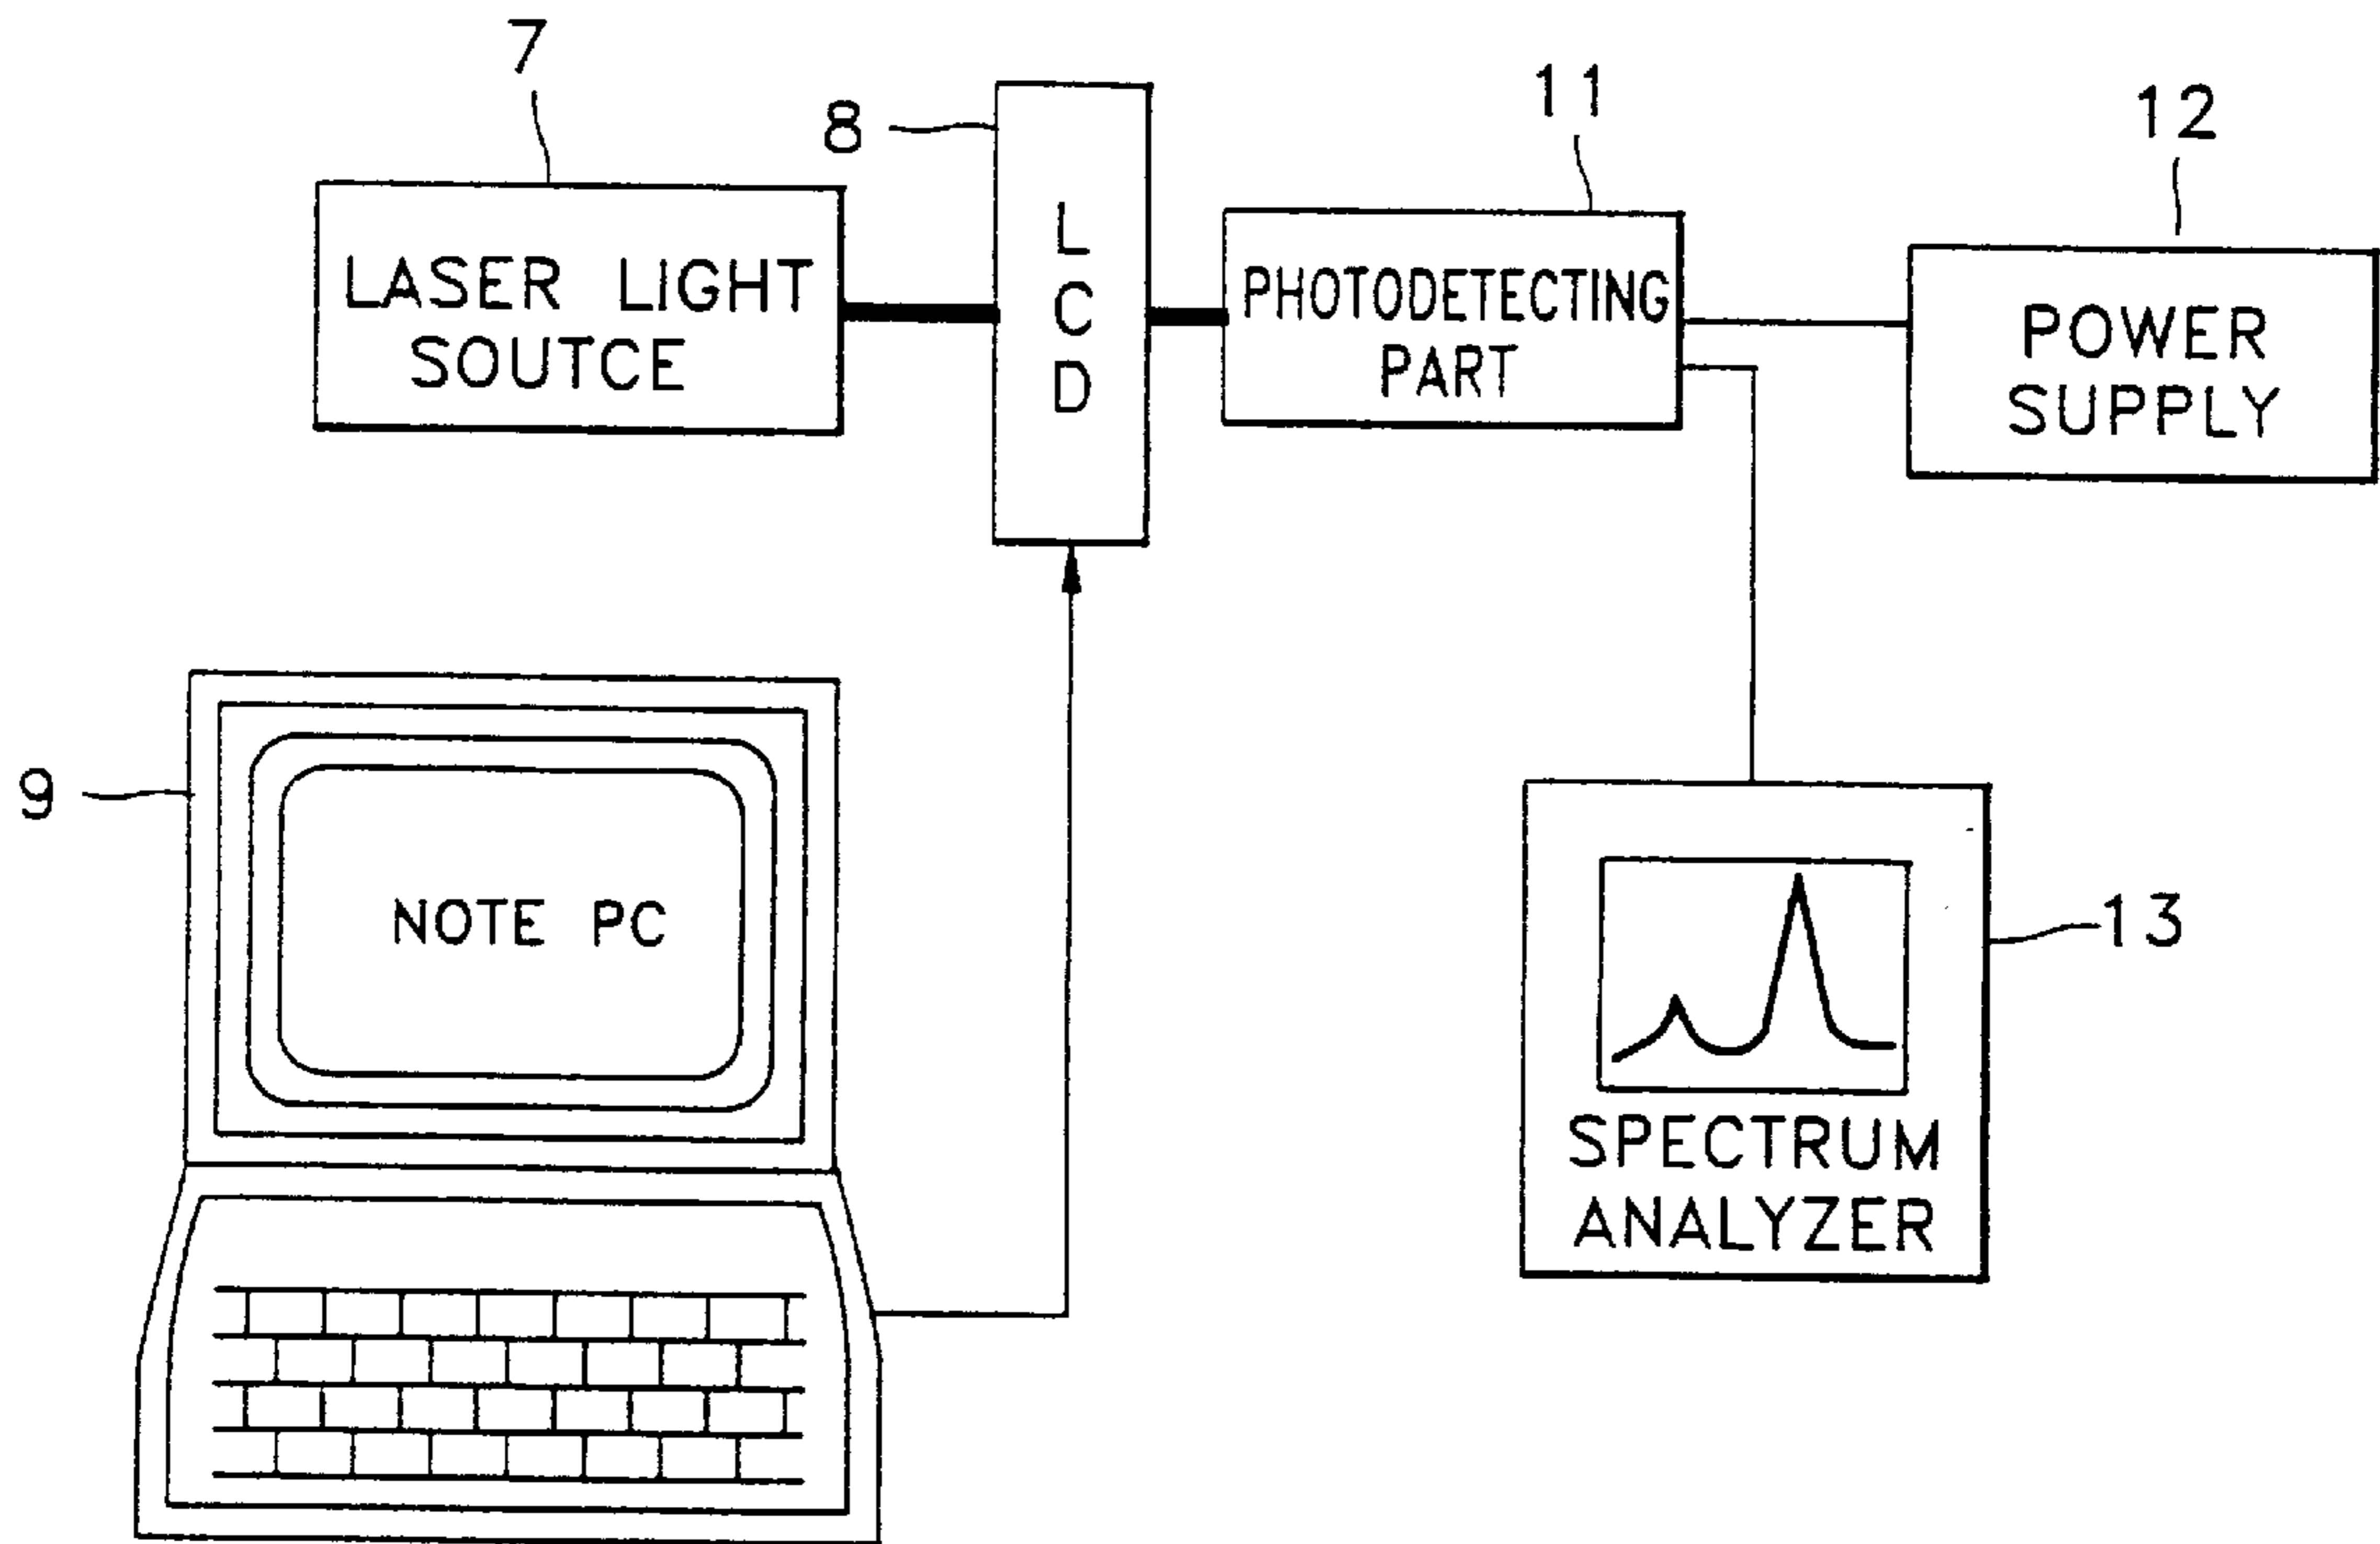 7
8
11
12
LASER LIGHT
SOUTCE
L
C
D
PHOTODETECTING
PART
POWER
SUPPLY
9
NOTE PC
13
SPECTRUM
ANALYZER